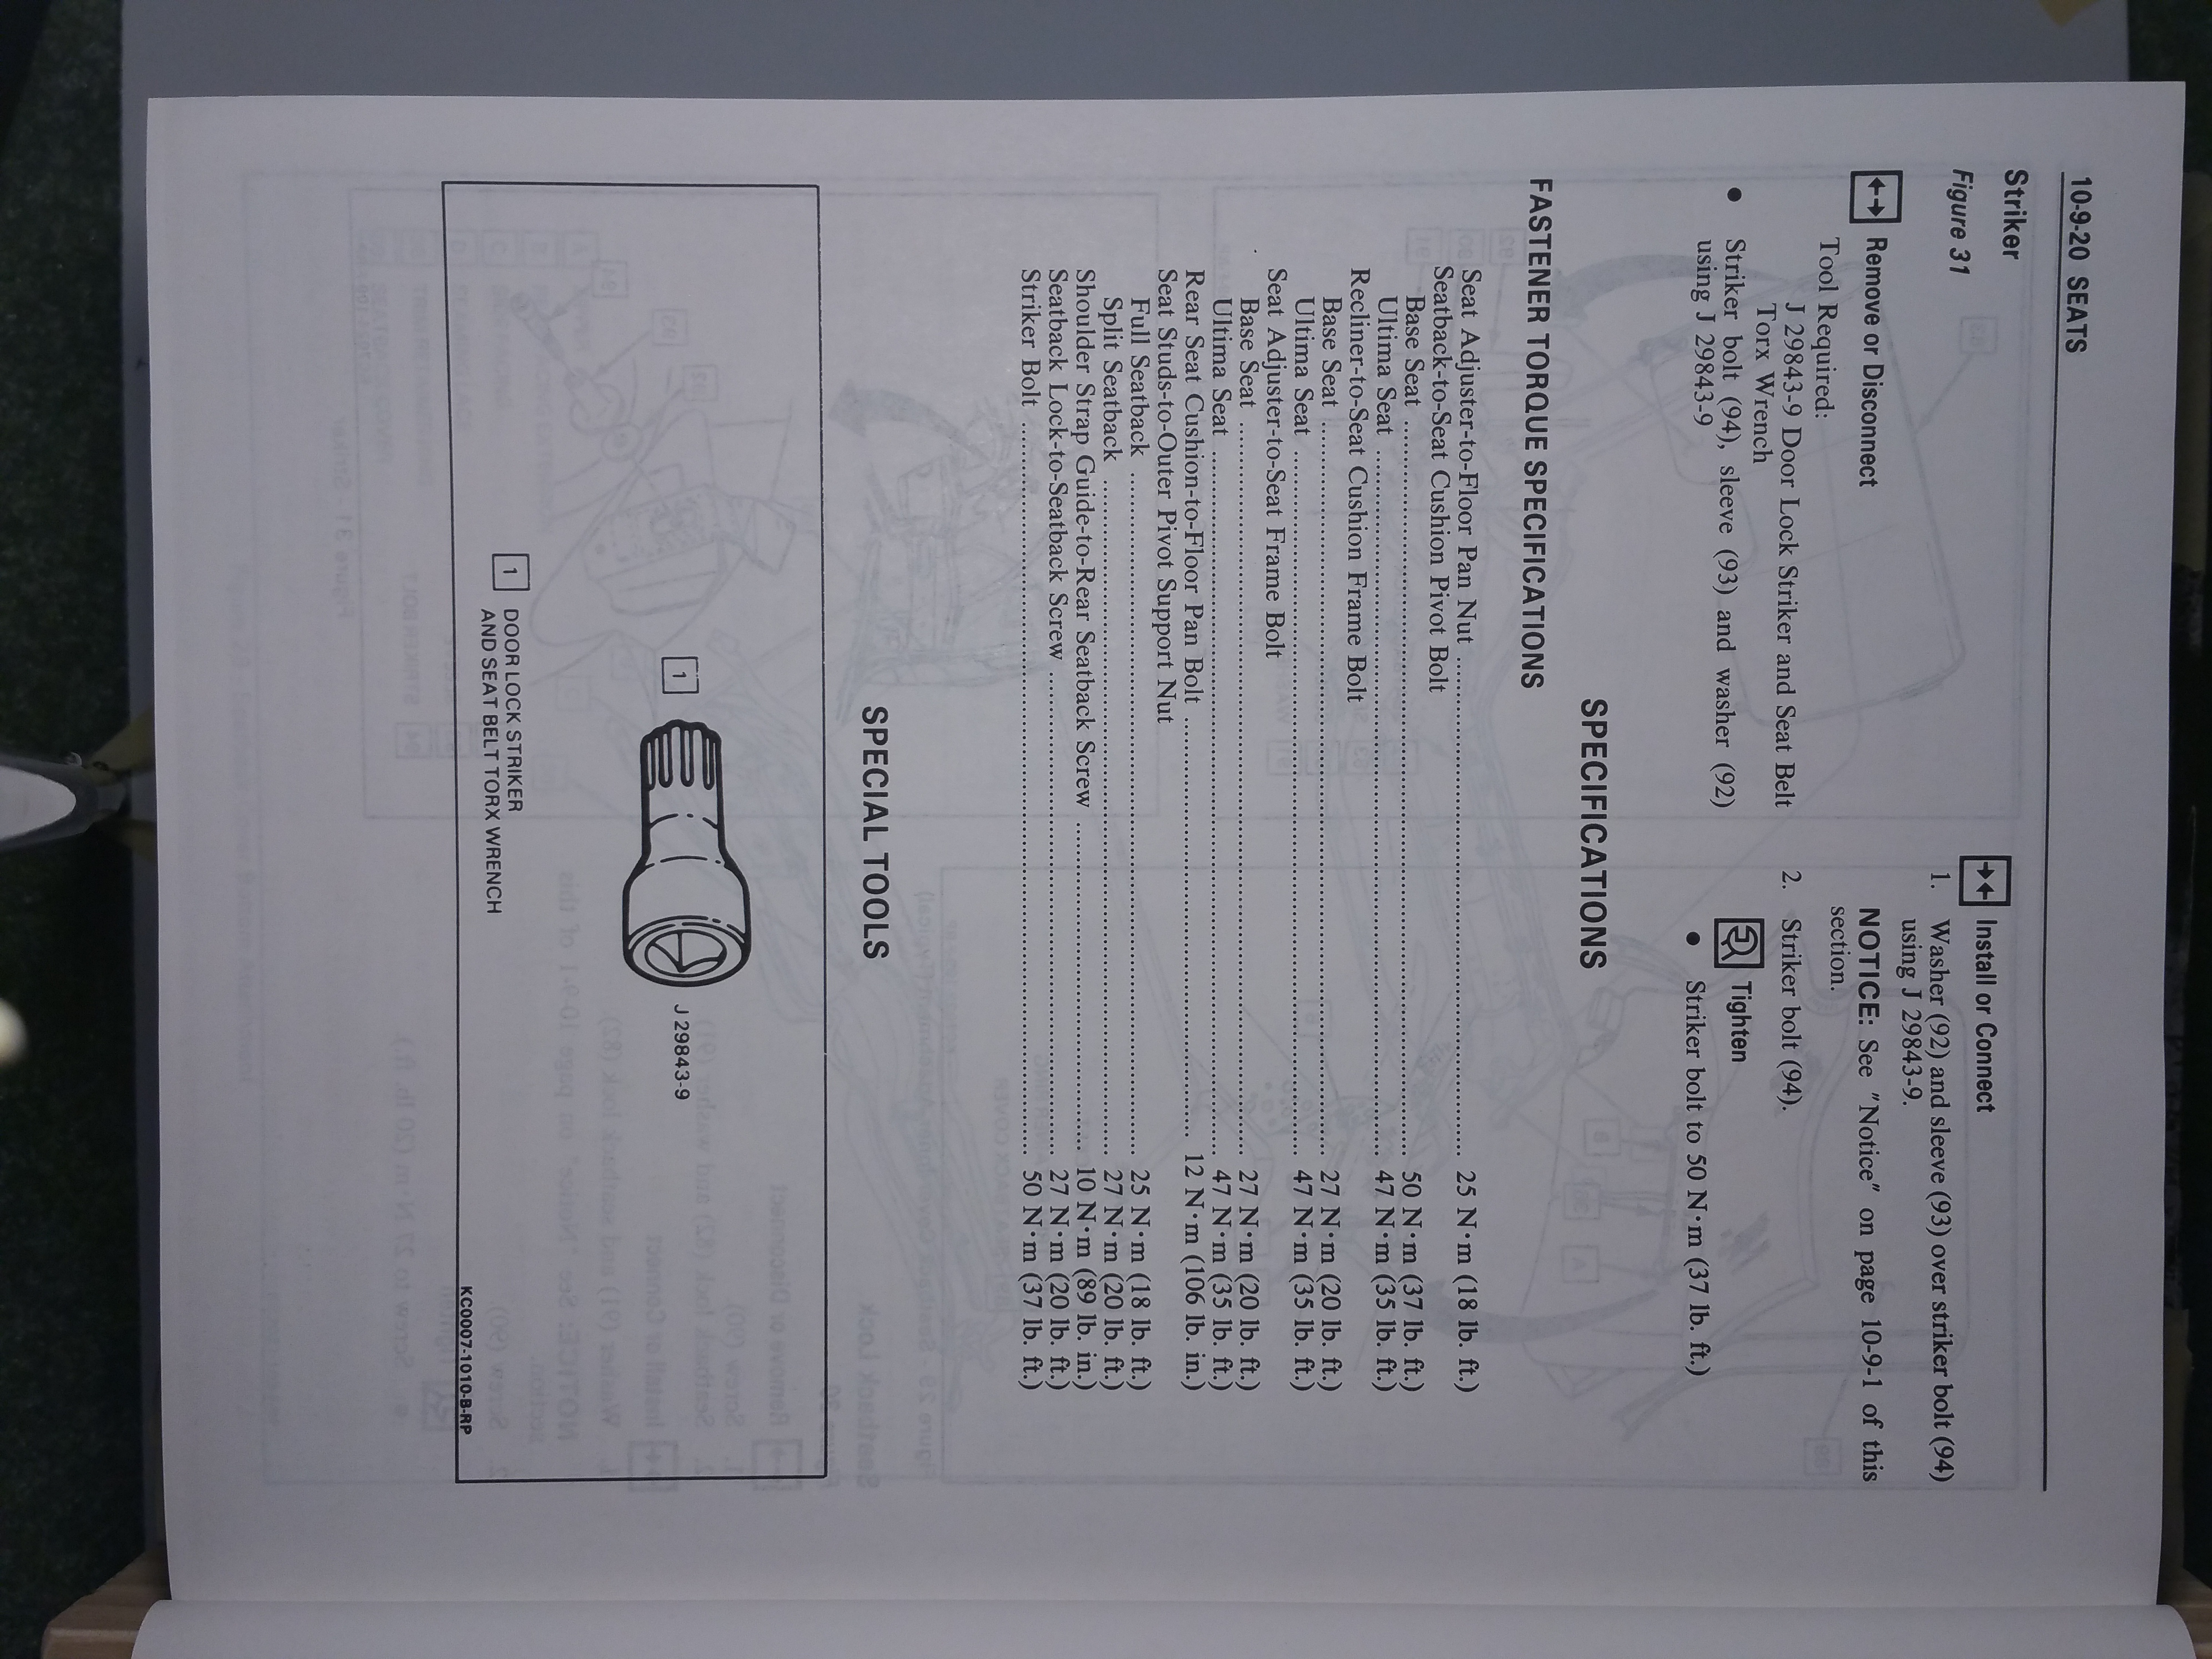 10-9-20 SEATS
Striker
Figure 31
Remove or Disconnect
Tool Required:
J 29843-9 Door Lock Striker and Seat Belt
Torx Wrench
• Striker bolt (94), sleeve (93) and washer (92)
using J 29843-9
Install or Connect
1. Washer (92) and sleeve (93) over striker bolt (94)
using J 29843-9.
NOTICE: See "Notice" on page 10-9-1 of this
section.
2. Striker bolt (94).
Tighten
• Striker bolt to 50 N·m (37 lb. ft.)
SPECIFICATIONS
FASTENER TORQUE SPECIFICATIONS
Seat Adjuster-to-Floor Pan Nut ........ 25 N·m (18 lb. ft.)
Seatback-to-Seat Cushion Pivot Bolt
Base Seat ........ 50 N·m (37 lb. ft.)
Ultima Seat ........ 47 N·m (35 lb. ft.)
Recliner-to-Seat Cushion Frame Bolt
Base Seat ........ 27 N·m (20 lb. ft.)
Ultima Seat ........ 47 N·m (35 lb. ft.)
Seat Adjuster-to-Seat Frame Bolt
Base Seat ........ 27 N·m (20 lb. ft.)
Ultima Seat ........ 47 N·m (35 lb. ft.)
Rear Seat Cushion-to-Floor Pan Bolt ........ 12 N·m (106 lb. in.)
Seat Studs-to-Outer Pivot Support Nut
Full Seatback ........ 25 N·m (18 lb. ft.)
Split Seatback ........ 27 N·m (20 lb. ft.)
Shoulder Strap Guide-to-Rear Seatback Screw ........ 10 N·m (89 lb. in.)
Seatback Lock-to-Seatback Screw ........ 27 N·m (20 lb. ft.)
Striker Bolt ........ 50 N·m (37 lb. ft.)
SPECIAL TOOLS
1
J 29843-9
1 DOOR LOCK STRIKER
AND SEAT BELT TORX WRENCH
KC0007-1010-B-RP